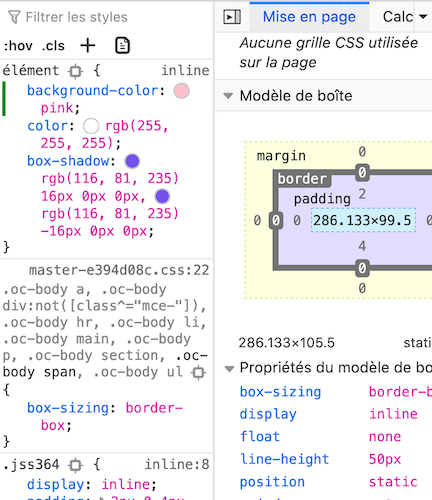 Filtrer les styles
:hov .cls +
élément { inline
background-color:
pink;
color: rgb(255,
255, 255);
box-shadow:
rgb(116, 81, 235)
16px 0px 0px,
rgb(116, 81, 235)
-16px 0px 0px;
}
master-e394d08c.css:22
.oc-body a, .oc-body
div:not([class^="mce-"]),
.oc-body hr, .oc-body li,
.oc-body main, .oc-body
p, .oc-body section, .oc-
body span, .oc-body ul
{
box-sizing: border-
box;
}
.jss364 { inline:8
display: inline;
padding: 2px 0 4px
Mise en page Calc
Aucune grille CSS utilisée
sur la page
Modèle de boîte
margin 0
border 0
padding 2
0 0 0 286.133×99.5 0
4
0
0
286.133×105.5 stati
Propriétés du modèle de bo
box-sizing border-b
display inline
float none
line-height 50px
position static